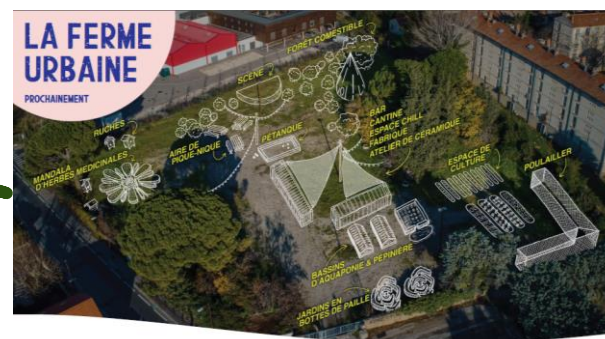 LA FERME
URBAINE
PROCHAINEMENT
FORÊT COMESTIBLE
SCÈNE
RUCHES
MANDALA
D'HERBES MÉDICINALES
AIRE DE
PIQUE-NIQUE
PÉTANQUE
BAR
CANTINE
ESPACE CHILL
FABRIQUE
ATELIER DE CÉRAMIQUE
ESPACE DE
CULTURE
POULAILLER
BASSINS
D'AQUAPONIE & PÉPINIÈRE
JARDINS EN
BOTTES DE PAILLE